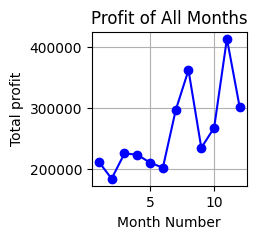 Profit of All Months
Total profit
400000
300000
200000
5 10
Month Number